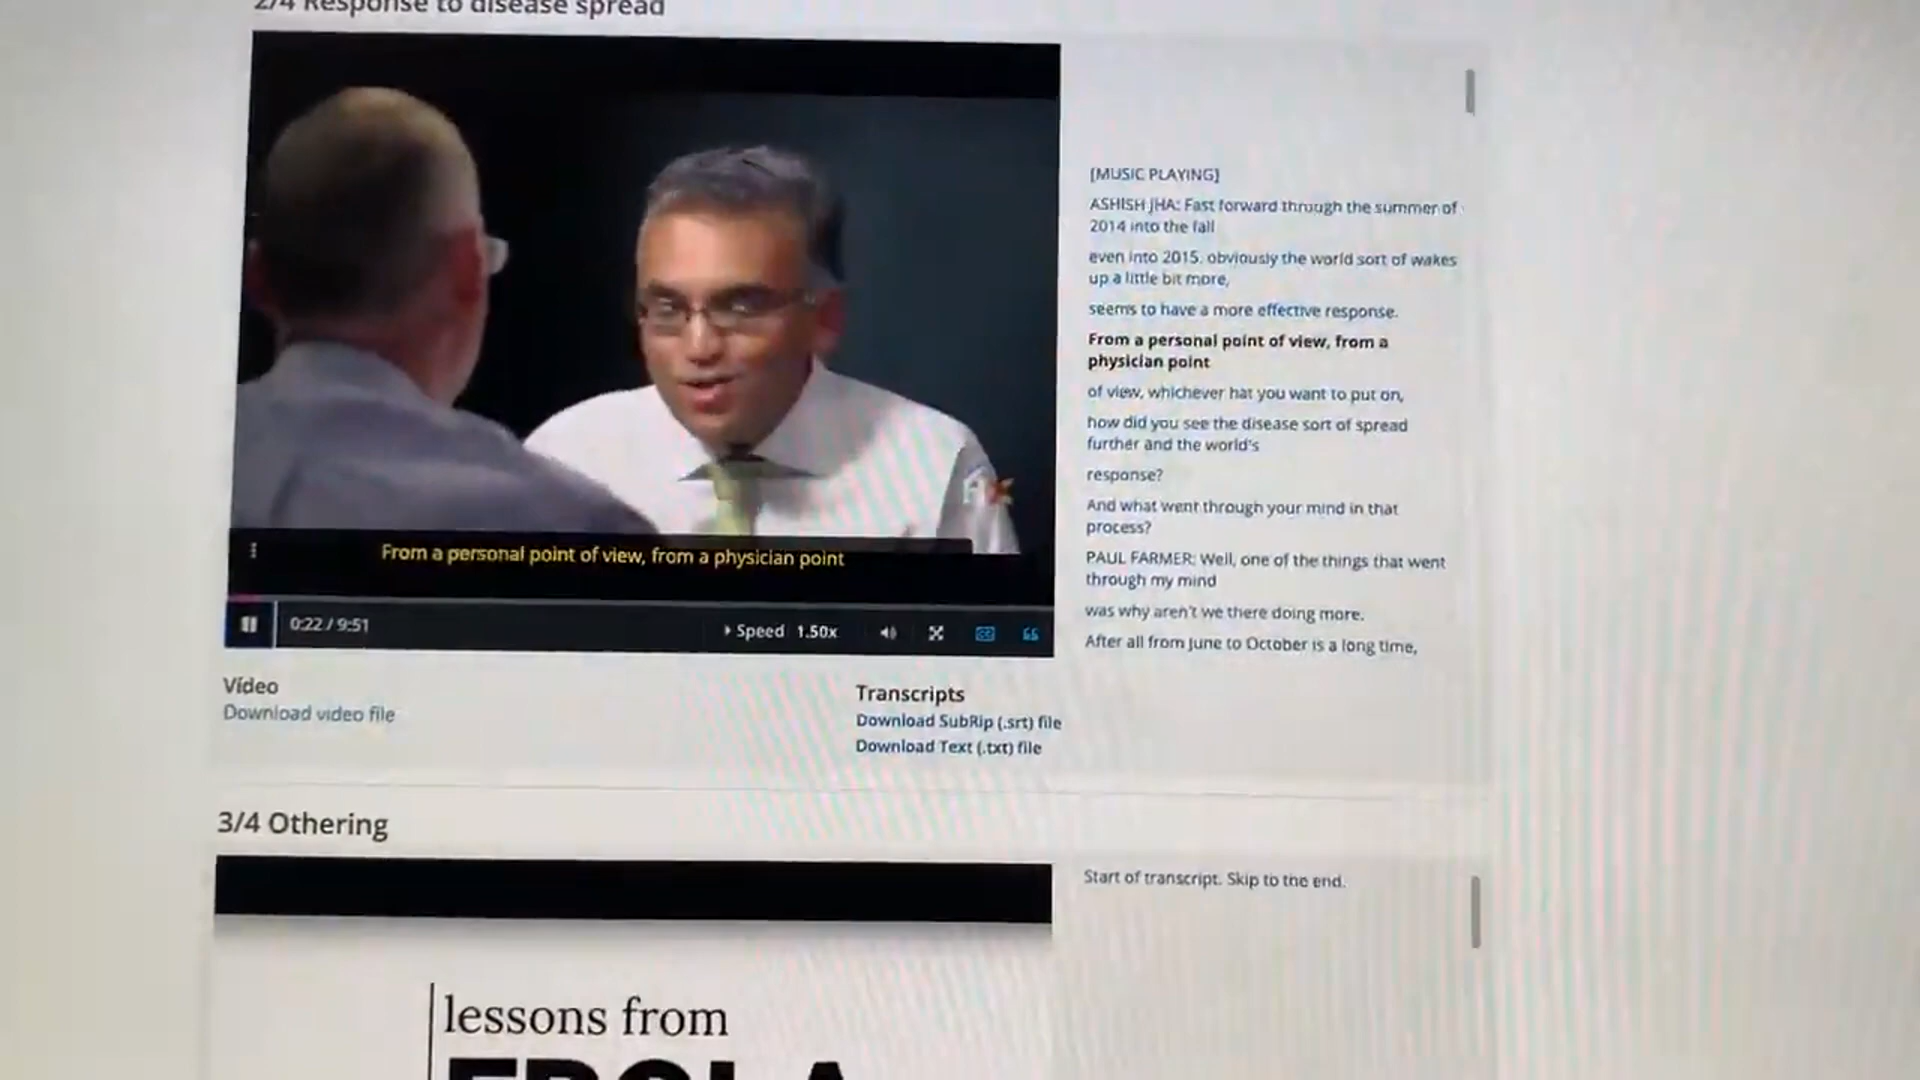 2/4 Response to disease spread
[MUSIC PLAYING]
ASHISH JHA: Fast forward through the summer of
2014 into the fall
even into 2015, obviously the world sort of wakes
up a little bit more,
seems to have a more effective response.
From a personal point of view, from a
physician point
of view, whichever hat you want to put on,
how did you see the disease sort of spread
further and the world's
response?
And what went through your mind in that
process?
PAUL FARMER: Well, one of the things that went
through my mind
was why aren't we there doing more.
After all from June to October is a long time,
From a personal point of view, from a physician point
0:22 / 9:51
Speed 1.50x
Video
Download video file
Transcripts
Download SubRip (.srt) file
Download Text (.txt) file
3/4 Othering
Start of transcript. Skip to the end.
lessons from
EBOLA